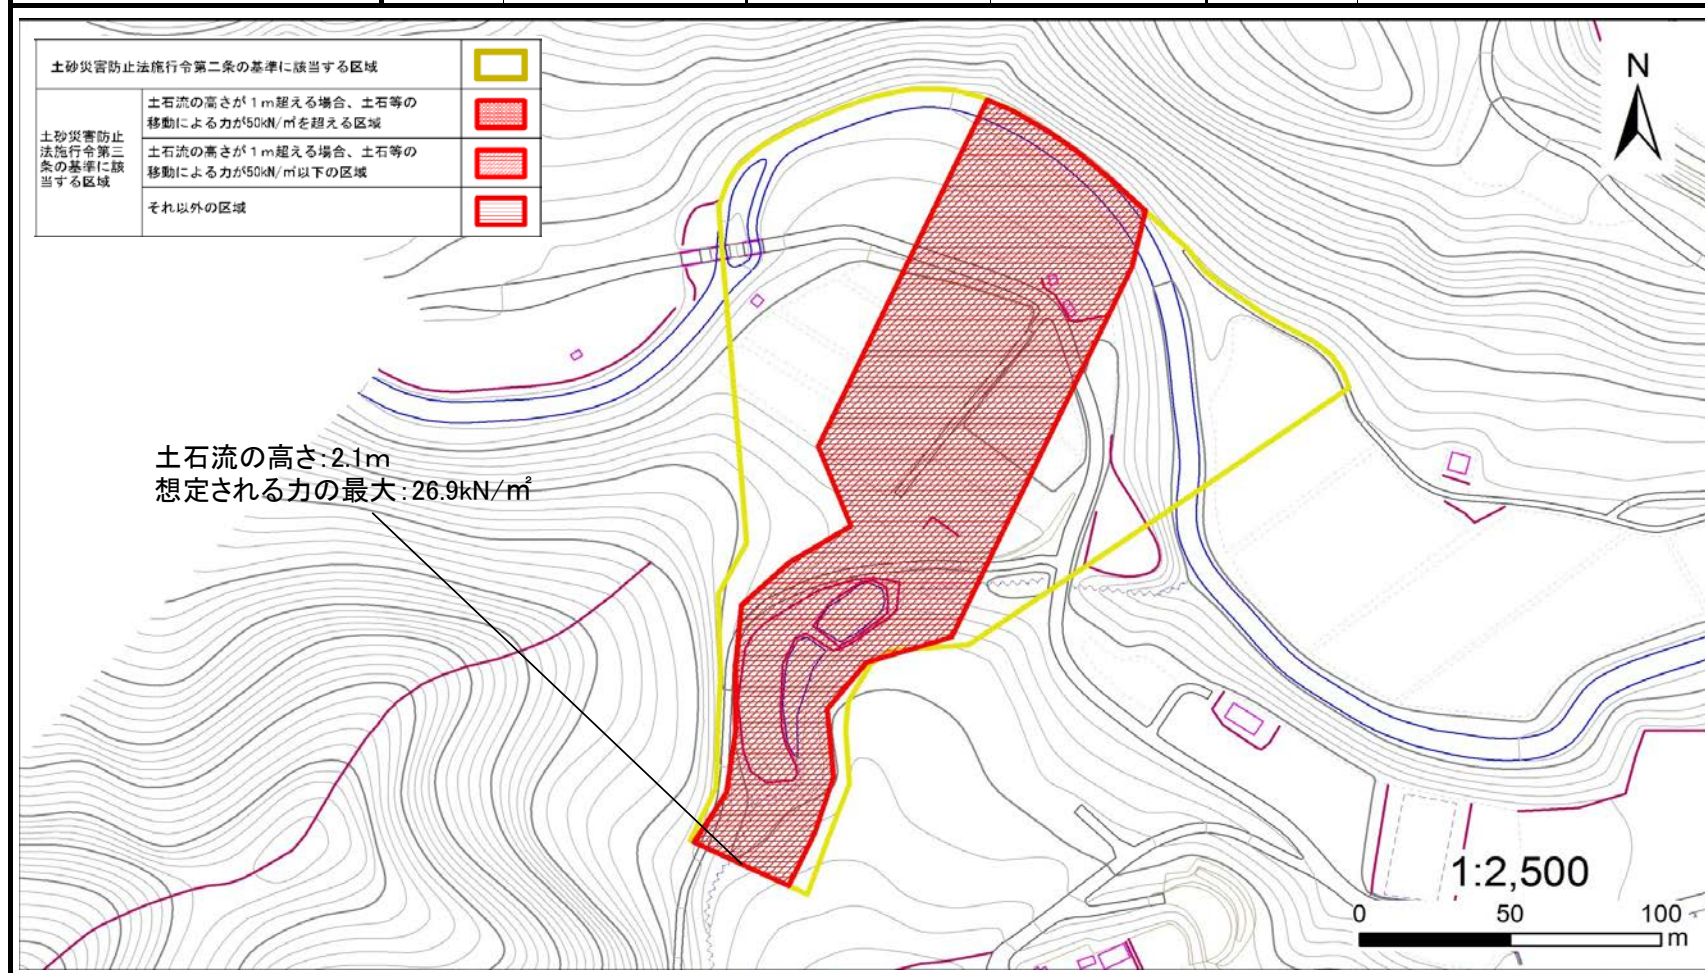 土砂災害防止法施行令第二条の基準に該当する区域
土砂災害防止
法施行令第三
条の基準に該
当する区域
土石流の高さが1m超える場合、土石等の
移動による力が50kN/㎡を超える区域
土石流の高さが1m超える場合、土石等の
移動による力が50kN/㎡以下の区域
それ以外の区域
N
土石流の高さ:2.1m
想定される力の最大:26.9kN/㎡
1:2,500
0 50 100
m